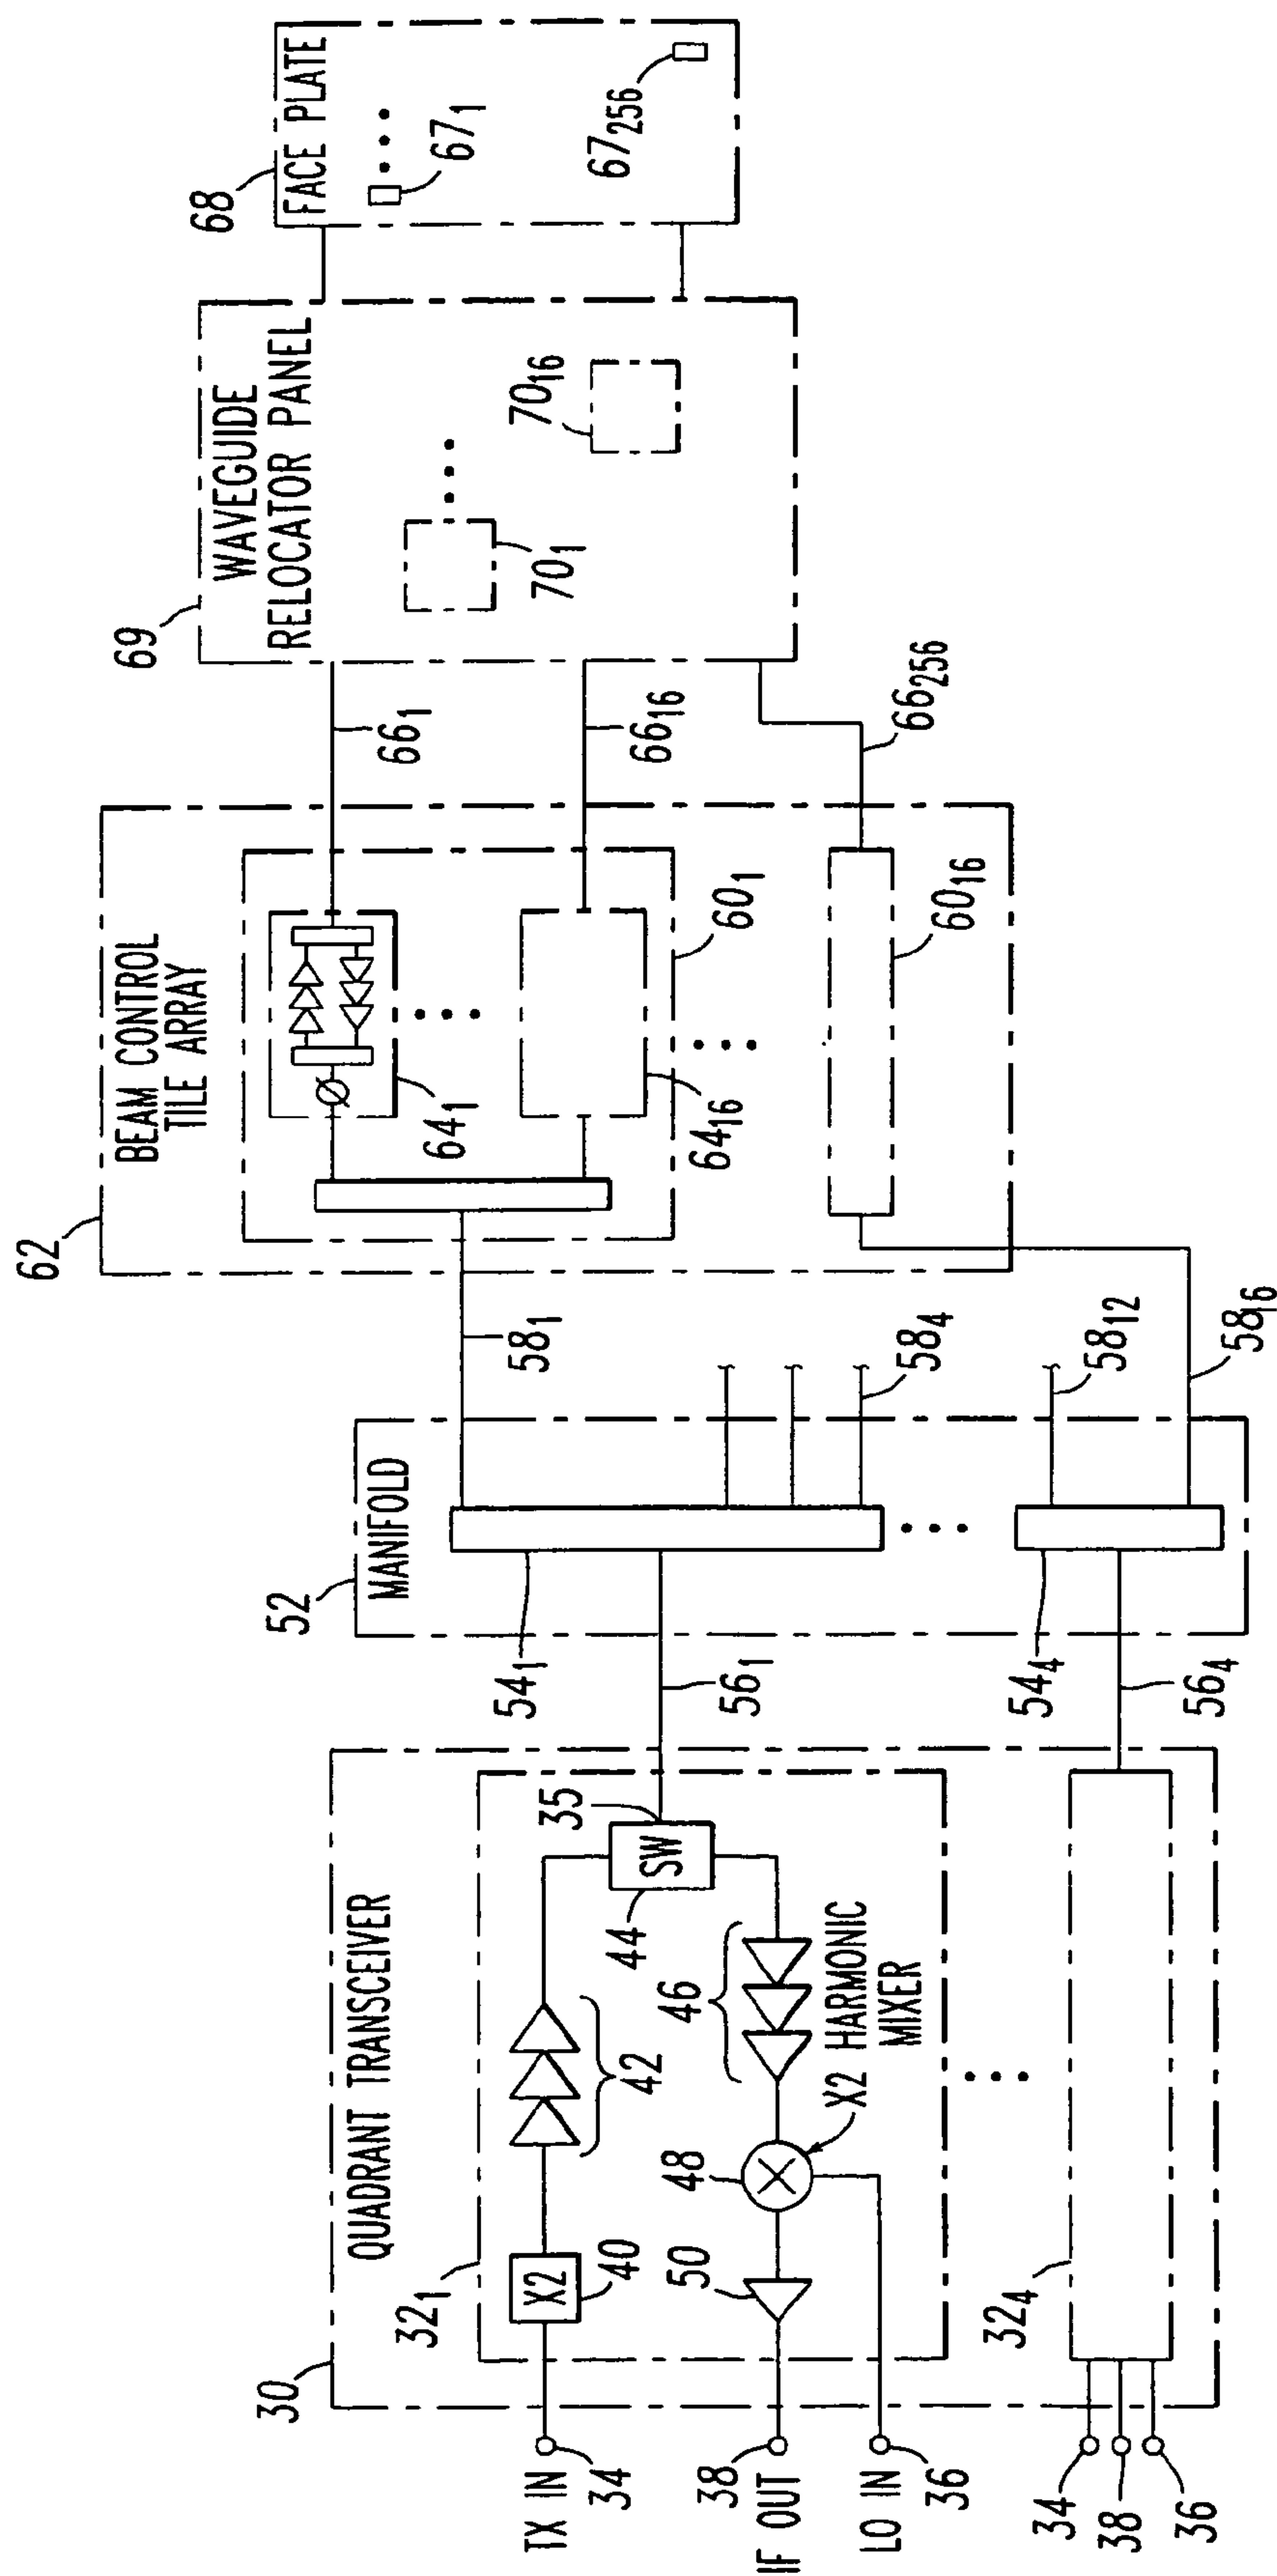 30
QUADRANT TRANSCEIVER
32₁
TX IN
34
X2
40
42
SW
44
35
46
X2 HARMONIC
MIXER
48
50
IF OUT
38
LO IN
36
32₄
34
38
36
52
MANIFOLD
54₁
56₁
54₄
56₄
58₁
58₄
58₁₂
58₁₆
62
BEAM CONTROL
TILE ARRAY
64₁
64₁₆
60₁
60₁₆
66₁
66₁₆
66₂₅₆
69
WAVEGUIDE
RELOCATOR PANEL
70₁
70₁₆
68
FACE PLATE
67₁
67₂₅₆